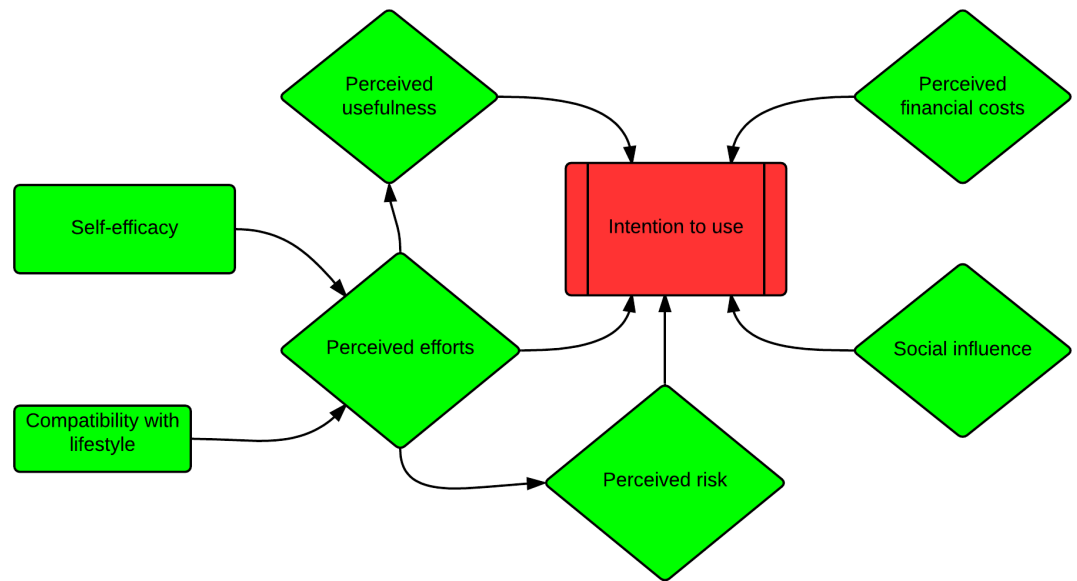 Perceived
usefulness
Perceived
financial costs
Self-efficacy
Intention to use
Perceived efforts
Social influence
Compatibility with
lifestyle
Perceived risk